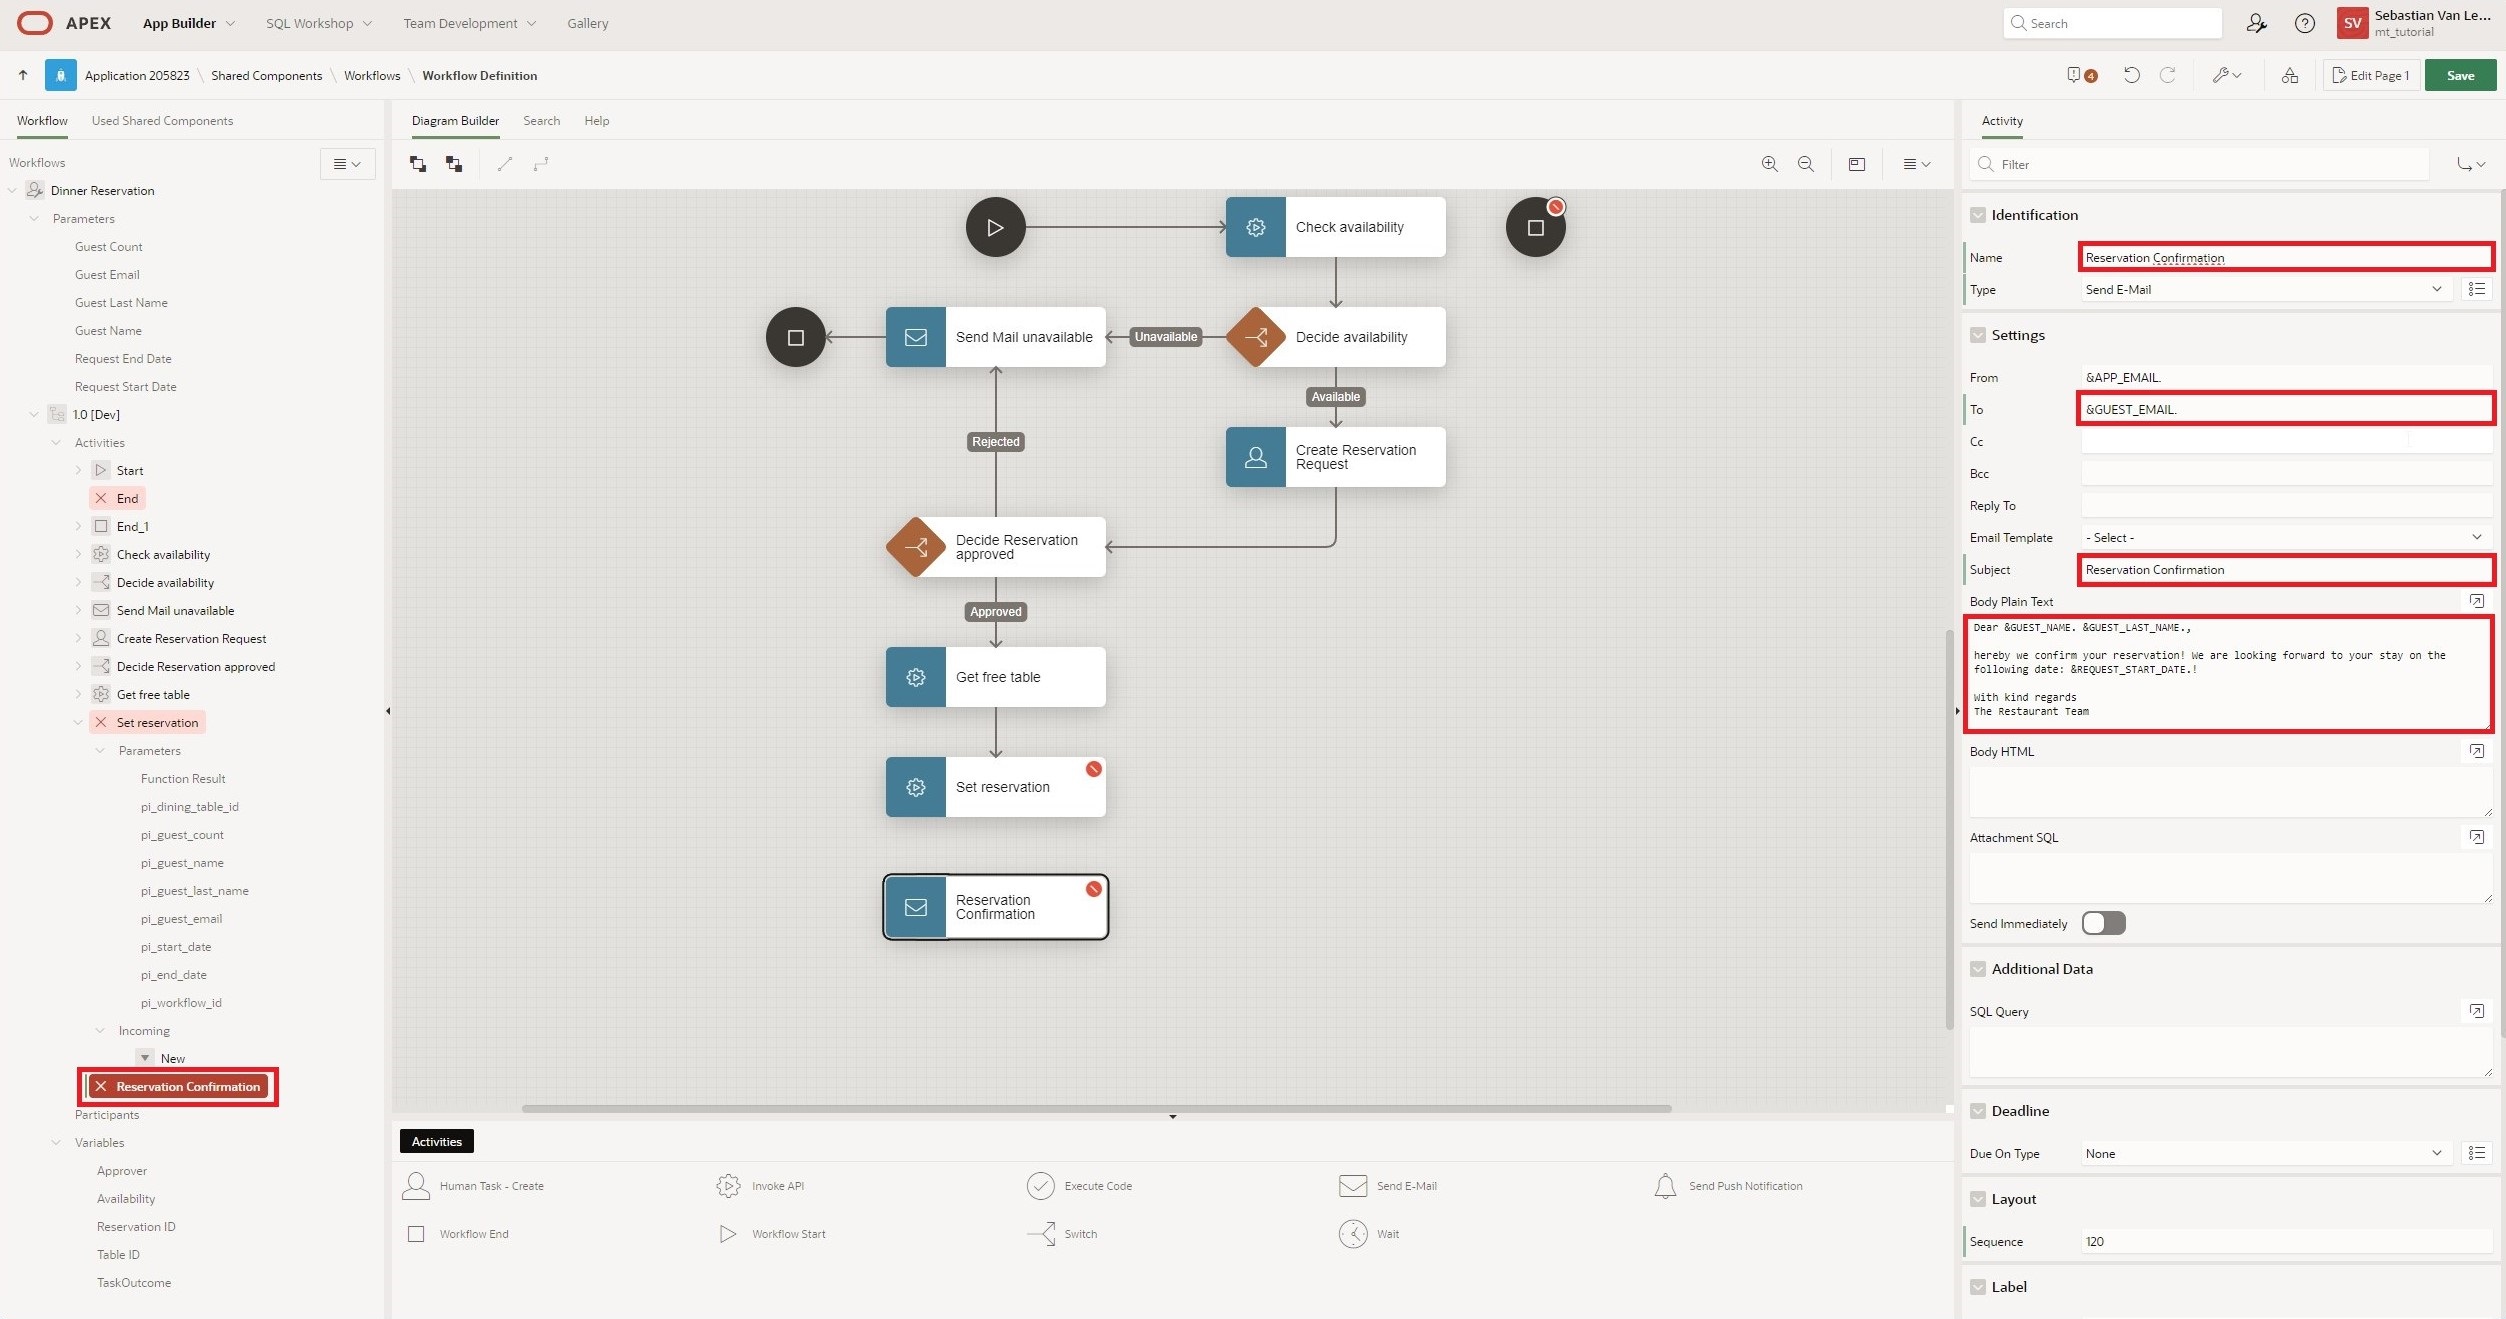 APEX
App Builder
SQL Workshop
Team Development
Gallery
Search
SV
Sebastian Van Le...
mt_tutorial
Application 205823 \ Shared Components \ Workflows \ Workflow Definition
4
Edit Page 1
Save
Workflow
Used Shared Components
Workflows
Dinner Reservation
Parameters
Guest Count
Guest Email
Guest Last Name
Guest Name
Request End Date
Request Start Date
1.0 [Dev]
Activities
Start
End
End_1
Check availability
Decide availability
Send Mail unavailable
Create Reservation Request
Decide Reservation approved
Get free table
Set reservation
Parameters
Function Result
pi_dining_table_id
pi_guest_count
pi_guest_name
pi_guest_last_name
pi_guest_email
pi_start_date
pi_end_date
pi_workflow_id
Incoming
New
Reservation Confirmation
Participants
Variables
Approver
Availability
Reservation ID
Table ID
TaskOutcome
Diagram Builder
Search
Help
Check availability
Send Mail unavailable
Unavailable
Decide availability
Available
Rejected
Create Reservation
Request
Decide Reservation
approved
Approved
Get free table
Set reservation
Reservation
Confirmation
Activities
Human Task - Create
Invoke API
Execute Code
Send E-Mail
Send Push Notification
Workflow End
Workflow Start
Switch
Wait
Activity
Filter
Identification
Name
Reservation Confirmation
Type
Send E-Mail
Settings
From
&APP_EMAIL.
To
&GUEST_EMAIL.
Cc
Bcc
Reply To
Email Template
- Select -
Subject
Reservation Confirmation
Body Plain Text
Dear &GUEST_NAME. &GUEST_LAST_NAME.,
hereby we confirm your reservation! We are looking forward to your stay on the
following date: &REQUEST_START_DATE.!
With kind regards
The Restaurant Team
Body HTML
Attachment SQL
Send Immediately
Additional Data
SQL Query
Deadline
Due On Type
None
Layout
Sequence
120
Label